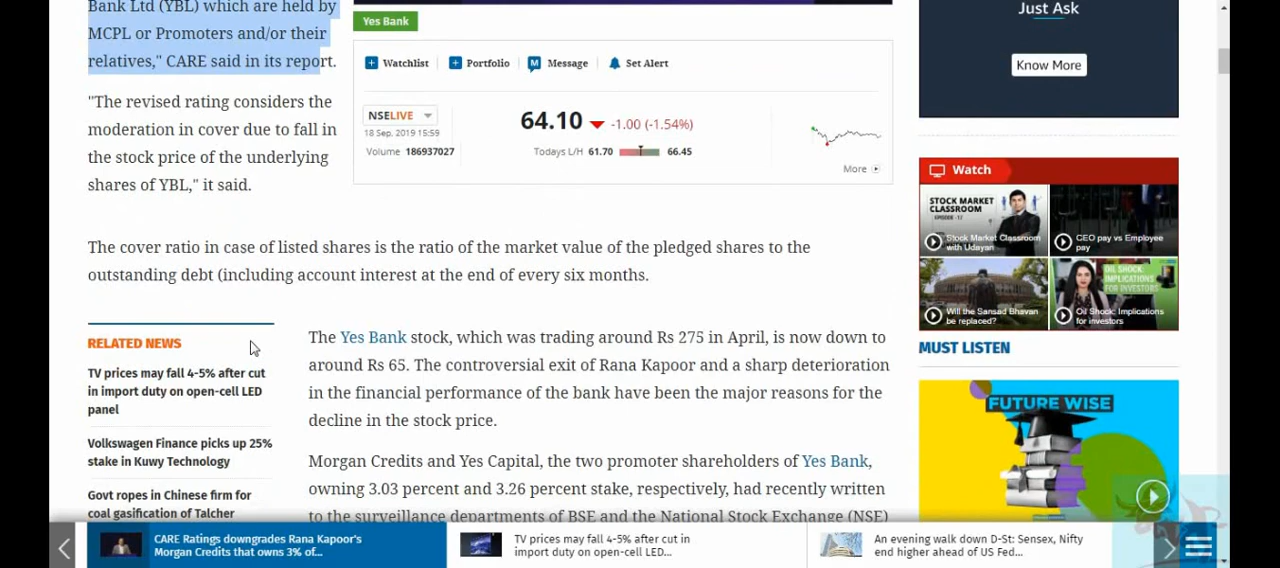 Bank Ltd (YBL) which are held by
MCPL or Promoters and/or their
relatives," CARE said in its report.
"The revised rating considers the
moderation in cover due to fall in
the stock price of the underlying
shares of YBL," it said.
Yes Bank
Watchlist
Portfolio
Message
Set Alert
NSELIVE
18 Sep, 2019 15:59
Volume 186937027
64.10 -1.00 (-1.54%)
Todays L/H 61.70 66.45
More
The cover ratio in case of listed shares is the ratio of the market value of the pledged shares to the
outstanding debt (including account interest at the end of every six months.
RELATED NEWS
TV prices may fall 4-5% after cut
in import duty on open-cell LED
panel
Volkswagen Finance picks up 25%
stake in Kuwy Technology
Govt ropes in Chinese firm for
coal gasification of Talcher
The Yes Bank stock, which was trading around Rs 275 in April, is now down to
around Rs 65. The controversial exit of Rana Kapoor and a sharp deterioration
in the financial performance of the bank have been the major reasons for the
decline in the stock price.
Morgan Credits and Yes Capital, the two promoter shareholders of Yes Bank,
owning 3.03 percent and 3.26 percent stake, respectively, had recently written
to the surveillance departments of BSE and the National Stock Exchange (NSE)
Just Ask
Know More
Watch
STOCK MARKET
CLASSROOM
EPISODE - 17
Stock Market Classroom
with Udayan
CEO pay vs Employee
pay
Will the Sansad Bhavan
be replaced?
OIL SHOCK:
IMPLICATIONS
FOR INVESTORS
Oil Shock: Implications
for investors
MUST LISTEN
FUTURE WISE
CARE Ratings downgrades Rana Kapoor's
Morgan Credits that owns 3% of...
TV prices may fall 4-5% after cut in
import duty on open-cell LED...
An evening walk down D-St: Sensex, Nifty
end higher ahead of US Fed...